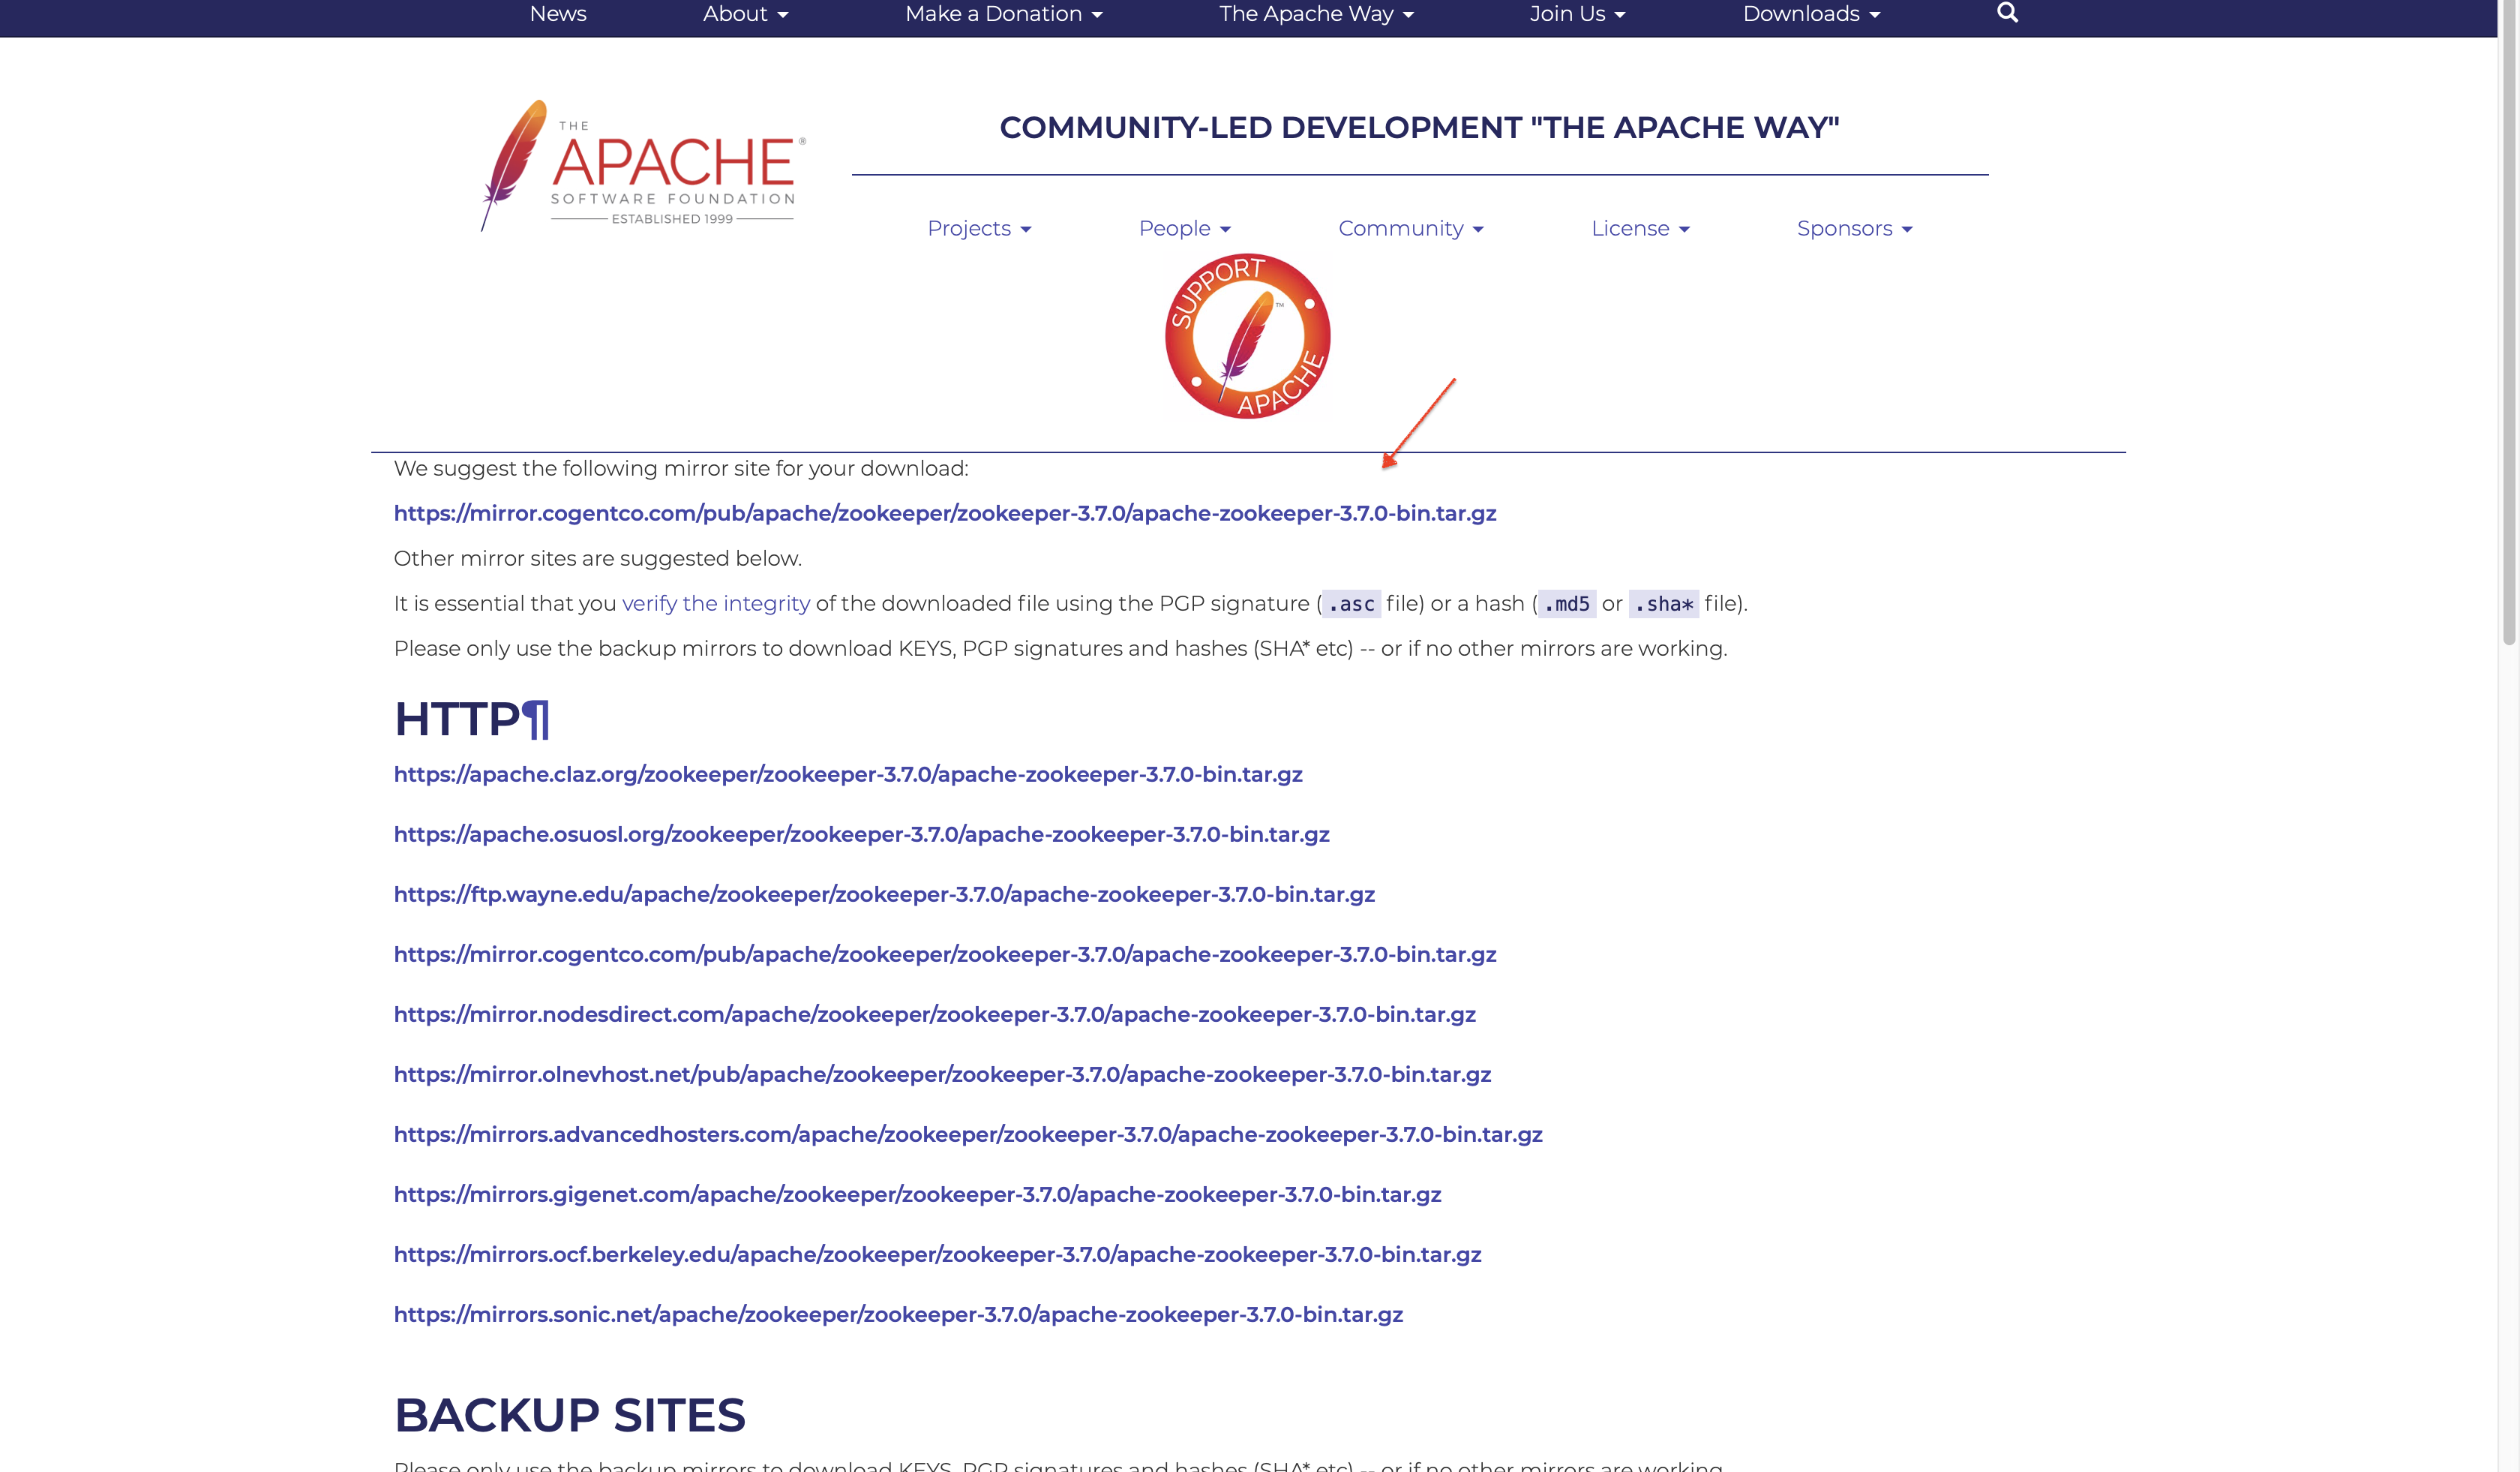 News About Make a Donation The Apache Way Join Us Downloads
THE
APACHE®
SOFTWARE FOUNDATION
ESTABLISHED 1999
COMMUNITY-LED DEVELOPMENT "THE APACHE WAY"
Projects People Community License Sponsors
SUPPORT
APACHE
™
We suggest the following mirror site for your download:
https://mirror.cogentco.com/pub/apache/zookeeper/zookeeper-3.7.0/apache-zookeeper-3.7.0-bin.tar.gz
Other mirror sites are suggested below.
It is essential that you verify the integrity of the downloaded file using the PGP signature (.asc file) or a hash (.md5 or .sha* file).
Please only use the backup mirrors to download KEYS, PGP signatures and hashes (SHA* etc) -- or if no other mirrors are working.
HTTP¶
https://apache.claz.org/zookeeper/zookeeper-3.7.0/apache-zookeeper-3.7.0-bin.tar.gz
https://apache.osuosl.org/zookeeper/zookeeper-3.7.0/apache-zookeeper-3.7.0-bin.tar.gz
https://ftp.wayne.edu/apache/zookeeper/zookeeper-3.7.0/apache-zookeeper-3.7.0-bin.tar.gz
https://mirror.cogentco.com/pub/apache/zookeeper/zookeeper-3.7.0/apache-zookeeper-3.7.0-bin.tar.gz
https://mirror.nodesdirect.com/apache/zookeeper/zookeeper-3.7.0/apache-zookeeper-3.7.0-bin.tar.gz
https://mirror.olnevhost.net/pub/apache/zookeeper/zookeeper-3.7.0/apache-zookeeper-3.7.0-bin.tar.gz
https://mirrors.advancedhosters.com/apache/zookeeper/zookeeper-3.7.0/apache-zookeeper-3.7.0-bin.tar.gz
https://mirrors.gigenet.com/apache/zookeeper/zookeeper-3.7.0/apache-zookeeper-3.7.0-bin.tar.gz
https://mirrors.ocf.berkeley.edu/apache/zookeeper/zookeeper-3.7.0/apache-zookeeper-3.7.0-bin.tar.gz
https://mirrors.sonic.net/apache/zookeeper/zookeeper-3.7.0/apache-zookeeper-3.7.0-bin.tar.gz
BACKUP SITES
Please only use the backup mirrors to download KEYS, PGP signatures and hashes (SHA* etc) -- or if no other mirrors are working.